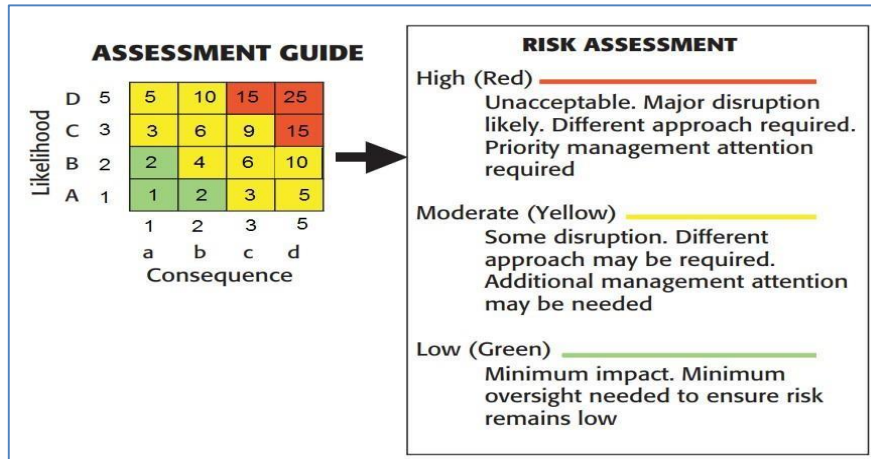 ASSESSMENT GUIDE
Likelihood
D 5 5 10 15 25
C 3 3 6 9 15
B 2 2 4 6 10
A 1 1 2 3 5
1 2 3 5
a b c d
Consequence
RISK ASSESSMENT
High (Red)
Unacceptable. Major disruption
likely. Different approach required.
Priority management attention
required
Moderate (Yellow)
Some disruption. Different
approach may be required.
Additional management attention
may be needed
Low (Green)
Minimum impact. Minimum
oversight needed to ensure risk
remains low